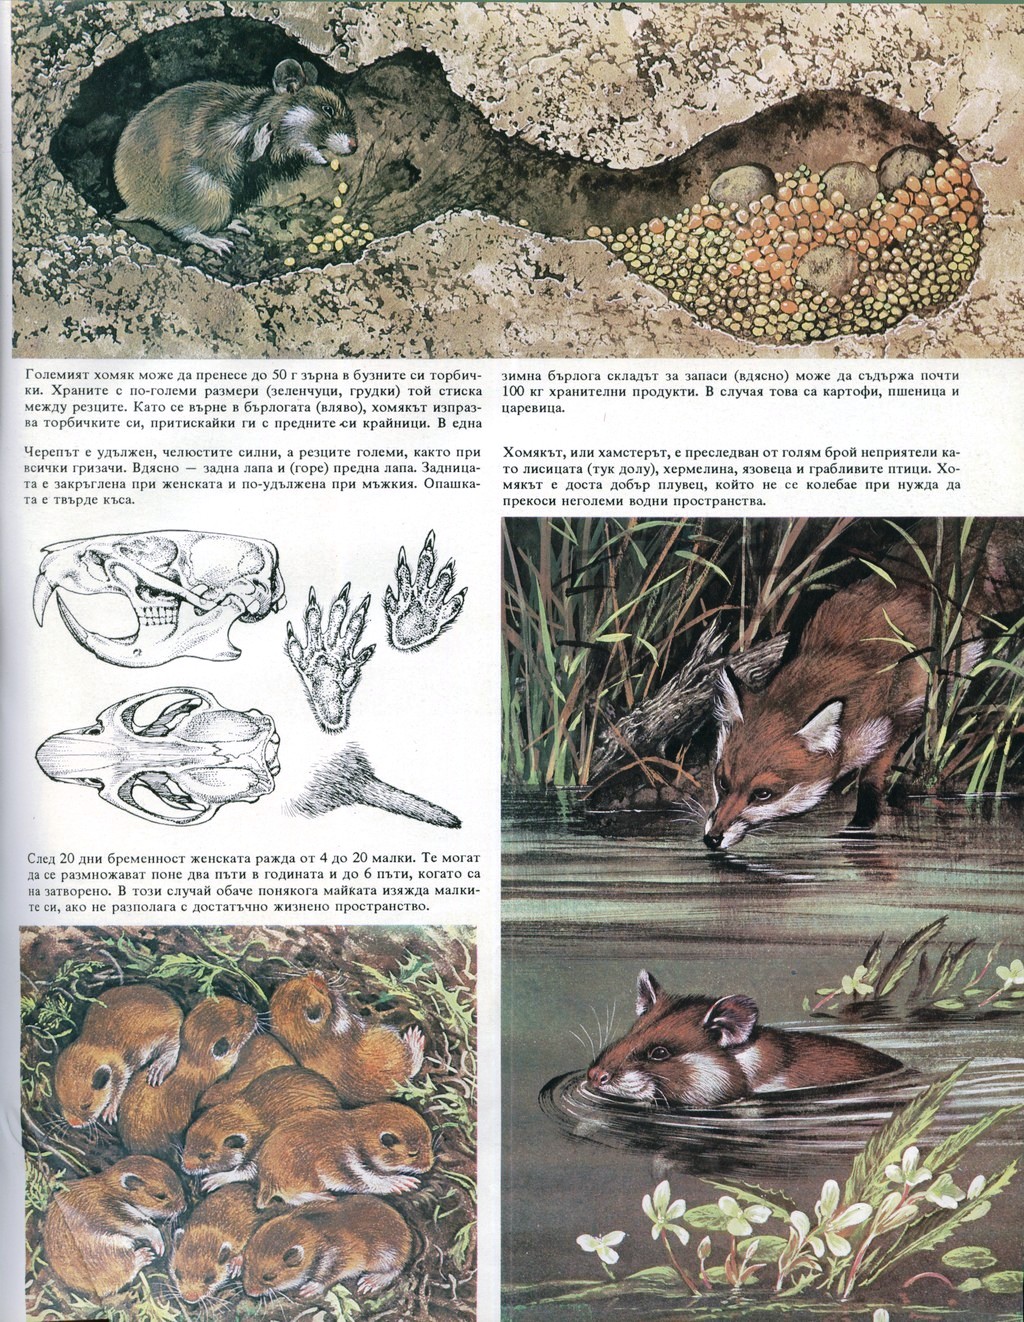 Големият хомяк може да пренесе до 50 г зърна в бузните си торбич-
ки. Храните с по-големи размери (зеленчуци, грудки) той стиска
между резците. Като се върне в бърлогата (вляво), хомякът изпраз-
ва торбичките си, притискайки ги с предните си крайници. В една
зимна бърлога складът за запаси (вдясно) може да съдържа почти
100 кг хранителни продукти. В случая това са картофи, пшеница и
царевица.
Черепът е удължен, челюстите силни, а резците големи, както при
всички гризачи. Вдясно — задна лапа и (горе) предна лапа. Задница-
та е закръглена при женската и по-удължена при мъжкия. Опашка-
та е твърде къса.
Хомякът, или хамстерът, е преследван от голям брой неприятели ка-
то лисицата (тук долу), хермелина, язовеца и грабливите птици. Хо-
мякът е доста добър плувец, който не се колебае при нужда да
прекоси неголеми водни пространства.
След 20 дни бременност женската ражда от 4 до 20 малки. Те могат
да се размножават поне два пъти в годината и до 6 пъти, когато са
на затворено. В този случай обаче понякога майката изяжда малки-
те си, ако не разполага с достатъчно жизнено пространство.